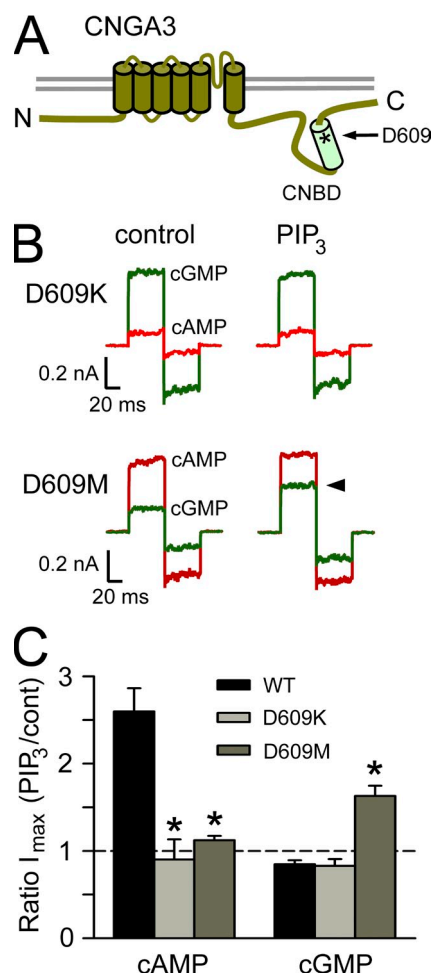 A
CNGA3
N
C
*
D609
CNBD
B
control
PIP3
D609K
cGMP
cAMP
0.2 nA
20 ms
D609M
cAMP
cGMP
0.2 nA
20 ms
C
Ratio Imax (PIP3/cont)
3
2
1
0
WT
D609K
D609M
* * *
cAMP cGMP